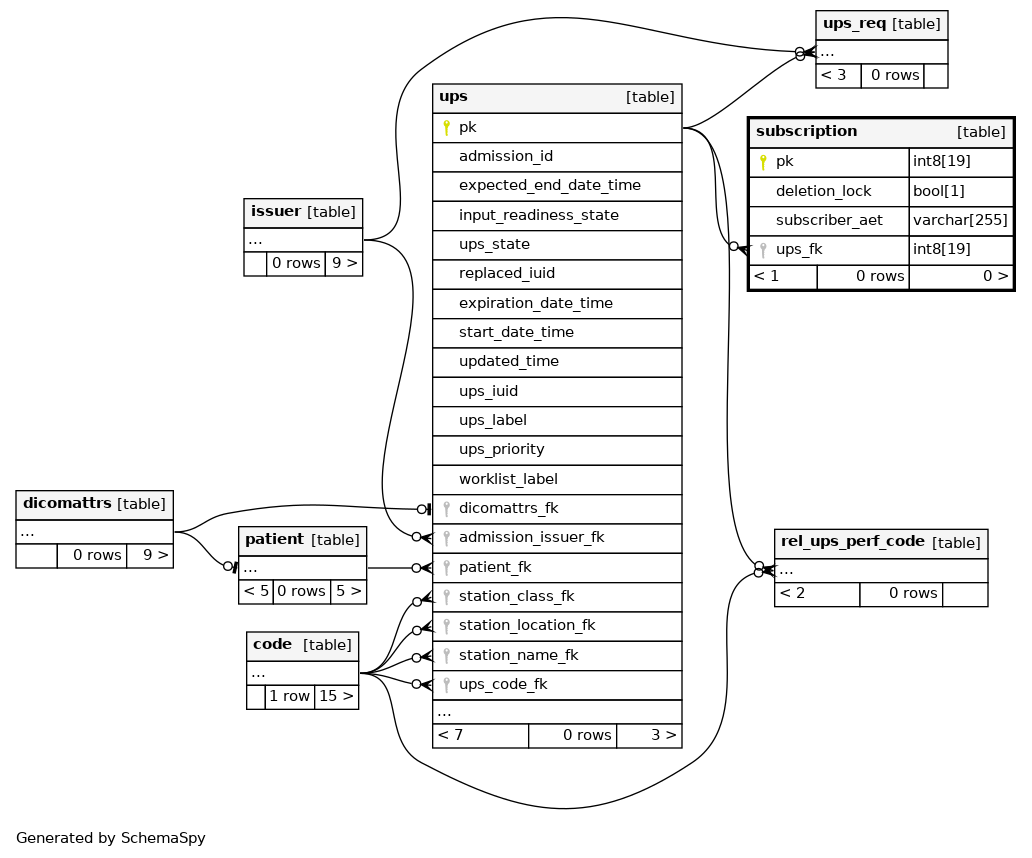 ups_req [table]
...
< 3 0 rows
ups [table]
pk
admission_id
expected_end_date_time
input_readiness_state
ups_state
replaced_iuid
expiration_date_time
start_date_time
updated_time
ups_iuid
ups_label
ups_priority
worklist_label
dicomattrs_fk
admission_issuer_fk
patient_fk
station_class_fk
station_location_fk
station_name_fk
ups_code_fk
...
< 7 0 rows 3 >
subscription [table]
pk int8[19]
deletion_lock bool[1]
subscriber_aet varchar[255]
ups_fk int8[19]
< 1 0 rows 0 >
issuer [table]
...
0 rows 9 >
dicomattrs [table]
...
0 rows 9 >
patient [table]
...
< 5 0 rows 5 >
rel_ups_perf_code [table]
...
< 2 0 rows
code [table]
...
1 row 15 >
Generated by SchemaSpy